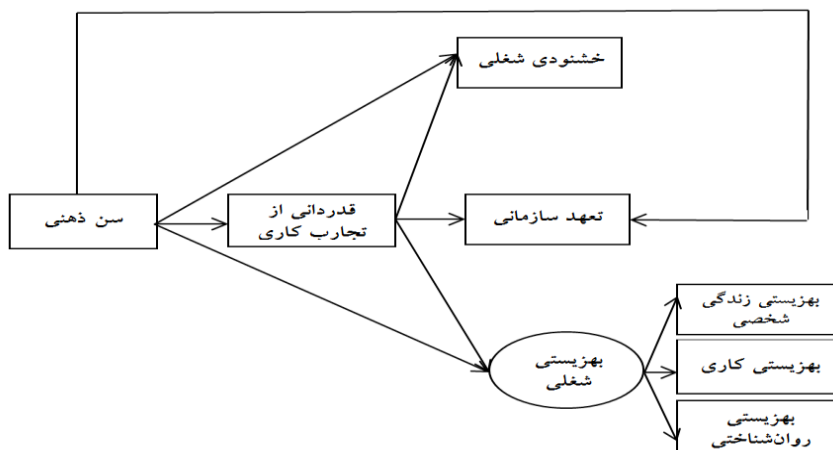 خشنودی شغلی
سن ذهنی
قدردانی از
تجارب کاری
تعهد سازمانی
بهزیستی
شغلی
بهزیستی زندگی
شخصی
بهزیستی کاری
بهزیستی
روان‌شناختی